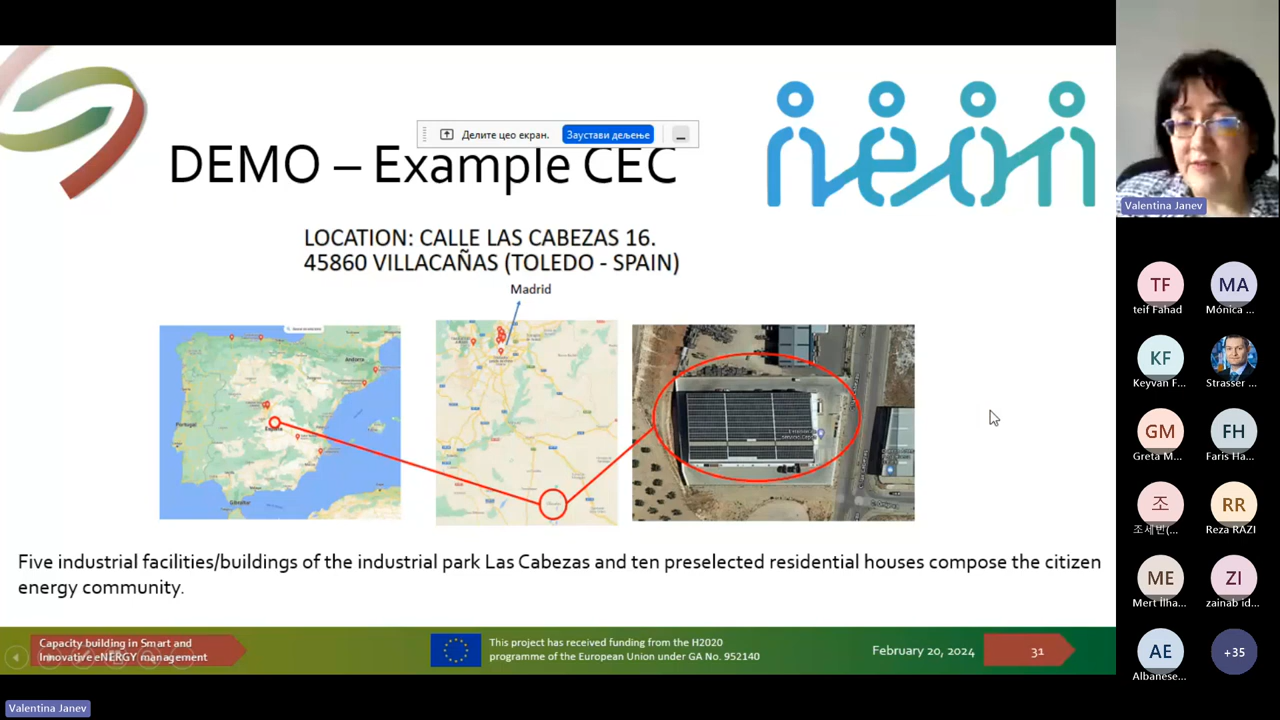 Делите цео екран.
Заустави дељење
DEMO – Example CEC
neon
LOCATION: CALLE LAS CABEZAS 16.
45860 VILLACAÑAS (TOLEDO - SPAIN)
Madrid
Andorra
Portugal
España
Gibraltar
Five industrial facilities/buildings of the industrial park Las Cabezas and ten preselected residential houses compose the citizen
energy community.
Capacity building in Smart and
Innovative eNERGY management
This project has received funding from the H2020
programme of the European Union under GA No. 952140
February 20, 2024
31
Valentina Janev
TF
teif Fahad
MA
Mónica ...
KF
Keyvan F...
Strasser ...
GM
Greta M...
FH
Faris Ha...
조
조세빈(...
RR
Reza RAZI
ME
Mert Ilha...
ZI
zainab id...
AE
Albanese...
+35
Valentina Janev